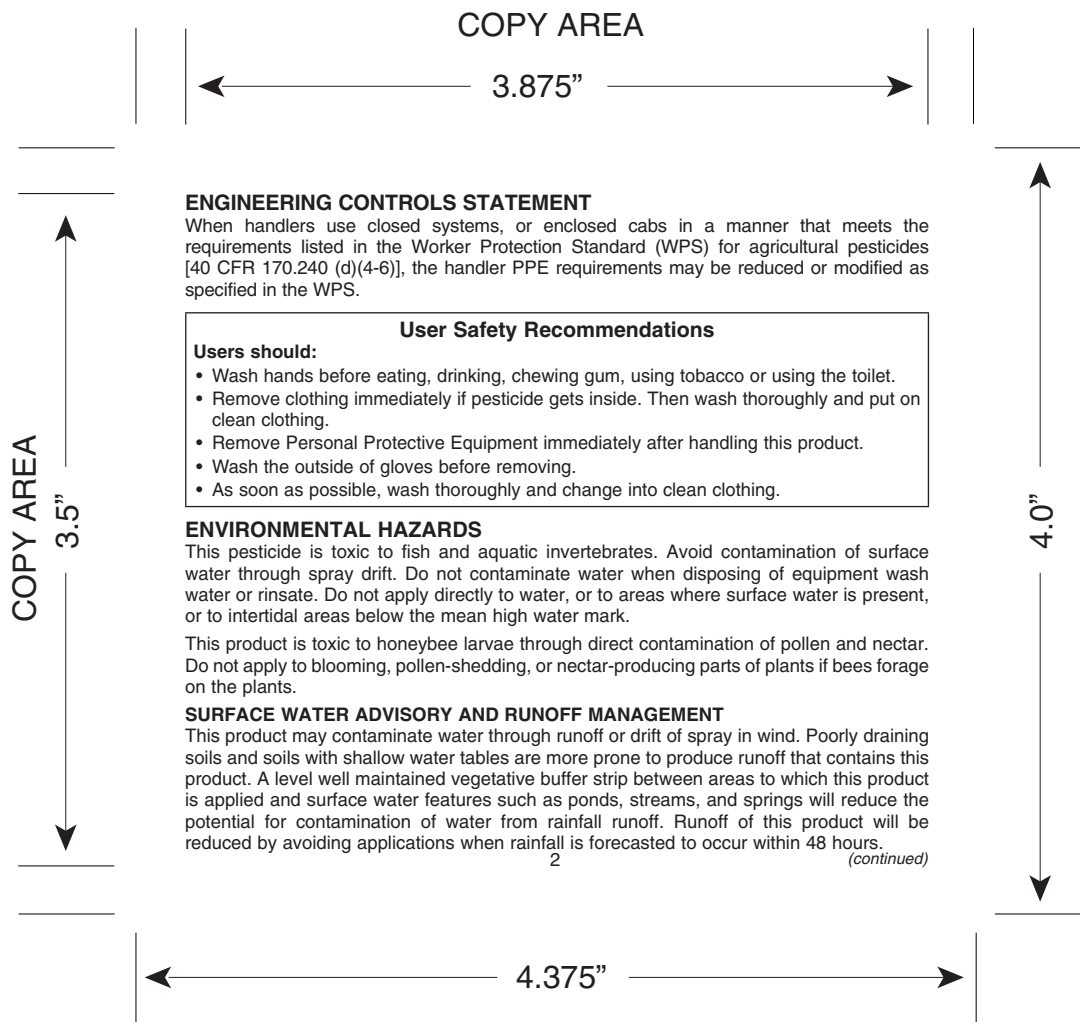 COPY AREA
3.875”
ENGINEERING CONTROLS STATEMENT
When handlers use closed systems, or enclosed cabs in a manner that meets the
requirements listed in the Worker Protection Standard (WPS) for agricultural pesticides
[40 CFR 170.240 (d)(4-6)], the handler PPE requirements may be reduced or modified as
specified in the WPS.
User Safety Recommendations
Users should:
• Wash hands before eating, drinking, chewing gum, using tobacco or using the toilet.
• Remove clothing immediately if pesticide gets inside. Then wash thoroughly and put on
clean clothing.
• Remove Personal Protective Equipment immediately after handling this product.
• Wash the outside of gloves before removing.
• As soon as possible, wash thoroughly and change into clean clothing.
COPY AREA
3.5”
4.0”
ENVIRONMENTAL HAZARDS
This pesticide is toxic to fish and aquatic invertebrates. Avoid contamination of surface
water through spray drift. Do not contaminate water when disposing of equipment wash
water or rinsate. Do not apply directly to water, or to areas where surface water is present,
or to intertidal areas below the mean high water mark.
This product is toxic to honeybee larvae through direct contamination of pollen and nectar.
Do not apply to blooming, pollen-shedding, or nectar-producing parts of plants if bees forage
on the plants.
SURFACE WATER ADVISORY AND RUNOFF MANAGEMENT
This product may contaminate water through runoff or drift of spray in wind. Poorly draining
soils and soils with shallow water tables are more prone to produce runoff that contains this
product. A level well maintained vegetative buffer strip between areas to which this product
is applied and surface water features such as ponds, streams, and springs will reduce the
potential for contamination of water from rainfall runoff. Runoff of this product will be
reduced by avoiding applications when rainfall is forecasted to occur within 48 hours.
2
(continued)
4.375”